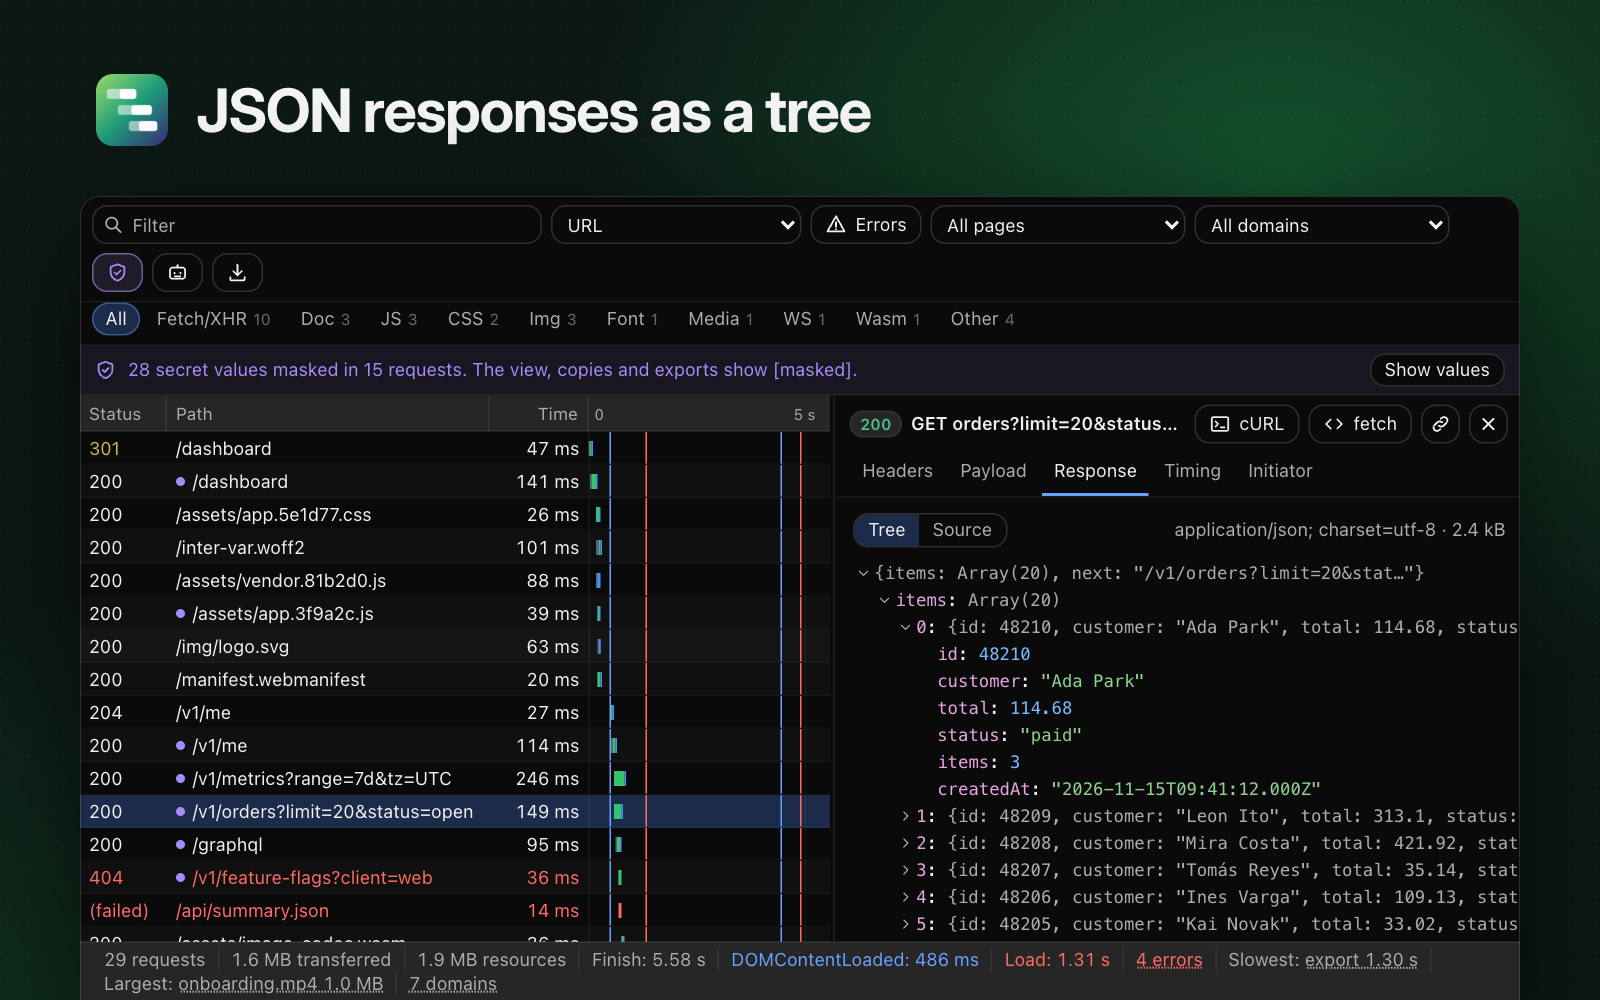 JSON responses as a tree
Filter
URL
Errors
All pages
All domains
All
Fetch/XHR 10
Doc 3
JS 3
CSS 2
Img 3
Font 1
Media 1
WS 1
Wasm 1
Other 4
28 secret values masked in 15 requests. The view, copies and exports show [masked].
Show values
Status Path Time 0 5 s
301 /dashboard 47 ms
200 /dashboard 141 ms
200 /assets/app.5e1d77.css 26 ms
200 /inter-var.woff2 101 ms
200 /assets/vendor.81b2d0.js 88 ms
200 /assets/app.3f9a2c.js 39 ms
200 /img/logo.svg 63 ms
200 /manifest.webmanifest 20 ms
204 /v1/me 27 ms
200 /v1/me 114 ms
200 /v1/metrics?range=7d&tz=UTC 246 ms
200 /v1/orders?limit=20&status=open 149 ms
200 /graphql 95 ms
404 /v1/feature-flags?client=web 36 ms
(failed) /api/summary.json 14 ms
200 /assets/image-codec.wasm 36 ms
200 GET orders?limit=20&status...
cURL
fetch
Headers
Payload
Response
Timing
Initiator
Tree
Source
application/json; charset=utf-8 · 2.4 kB
{items: Array(20), next: "/v1/orders?limit=20&stat…"}
items: Array(20)
0: {id: 48210, customer: "Ada Park", total: 114.68, status
id: 48210
customer: "Ada Park"
total: 114.68
status: "paid"
items: 3
createdAt: "2026-11-15T09:41:12.000Z"
1: {id: 48209, customer: "Leon Ito", total: 313.1, status:
2: {id: 48208, customer: "Mira Costa", total: 421.92, stat
3: {id: 48207, customer: "Tomás Reyes", total: 35.14, stat
4: {id: 48206, customer: "Ines Varga", total: 109.13, stat
5: {id: 48205, customer: "Kai Novak", total: 33.02, status
29 requests
1.6 MB transferred
1.9 MB resources
Finish: 5.58 s
DOMContentLoaded: 486 ms
Load: 1.31 s
4 errors
Slowest: export 1.30 s
Largest: onboarding.mp4 1.0 MB
7 domains